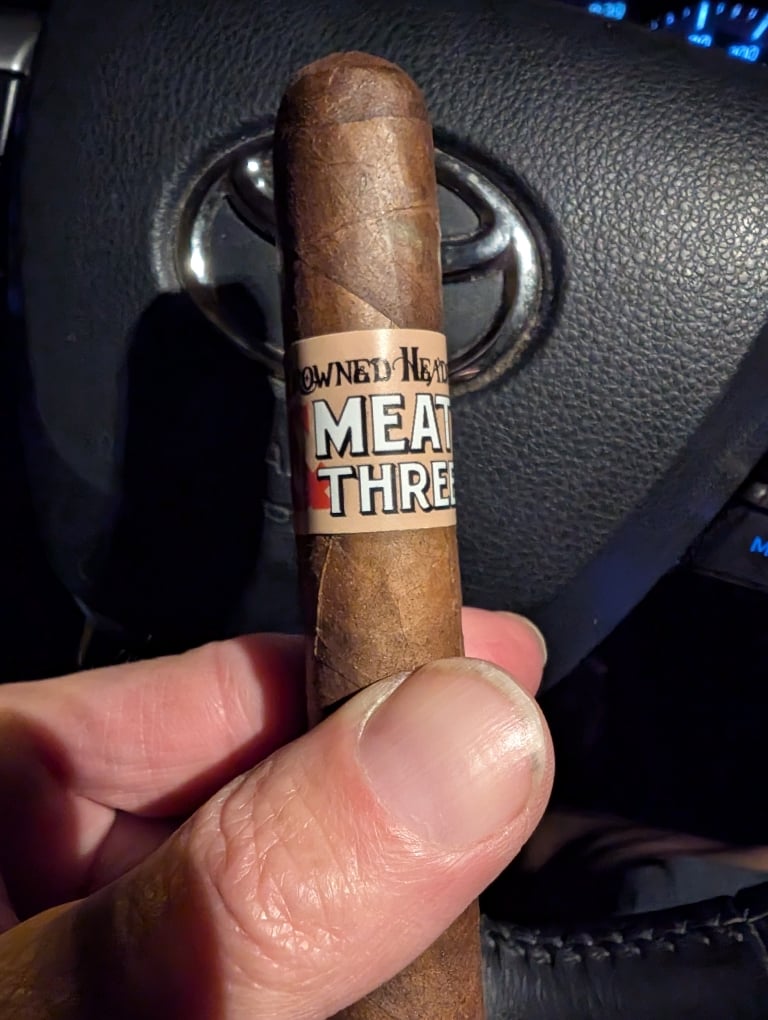 ROWNED HEAD
MEAT
& THREE
M